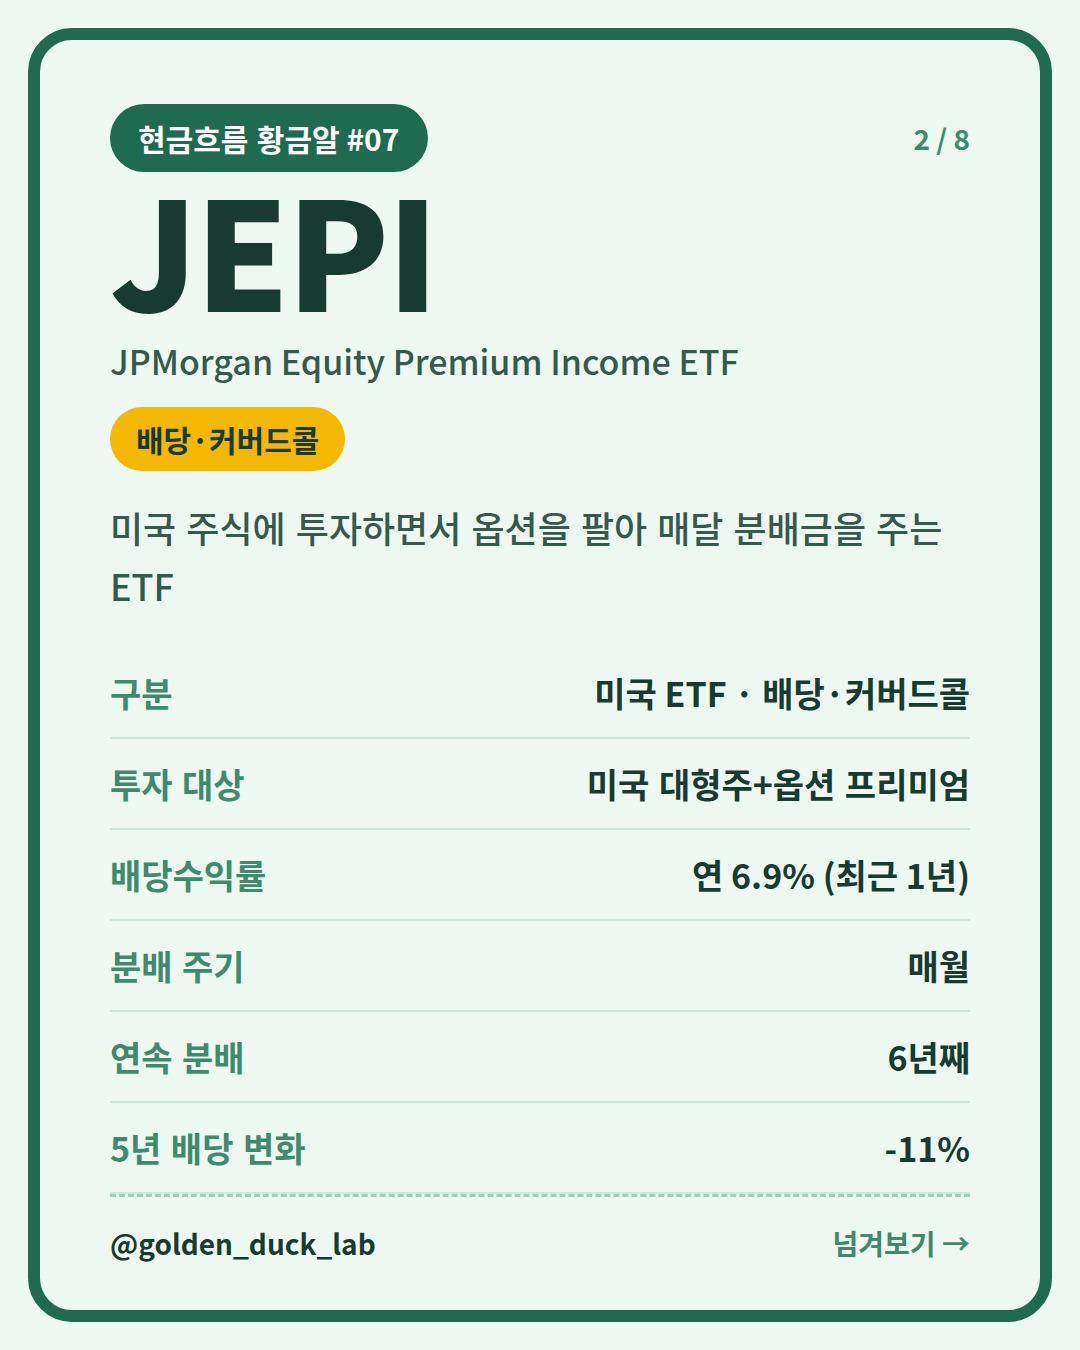 현금흐름 황금알 #07
2 / 8
JEPI
JPMorgan Equity Premium Income ETF
배당·커버드콜
미국 주식에 투자하면서 옵션을 팔아 매달 분배금을 주는
ETF
구분 미국 ETF · 배당·커버드콜
투자 대상 미국 대형주+옵션 프리미엄
배당수익률 연 6.9% (최근 1년)
분배 주기 매월
연속 분배 6년째
5년 배당 변화 -11%
@golden_duck_lab 넘겨보기 →